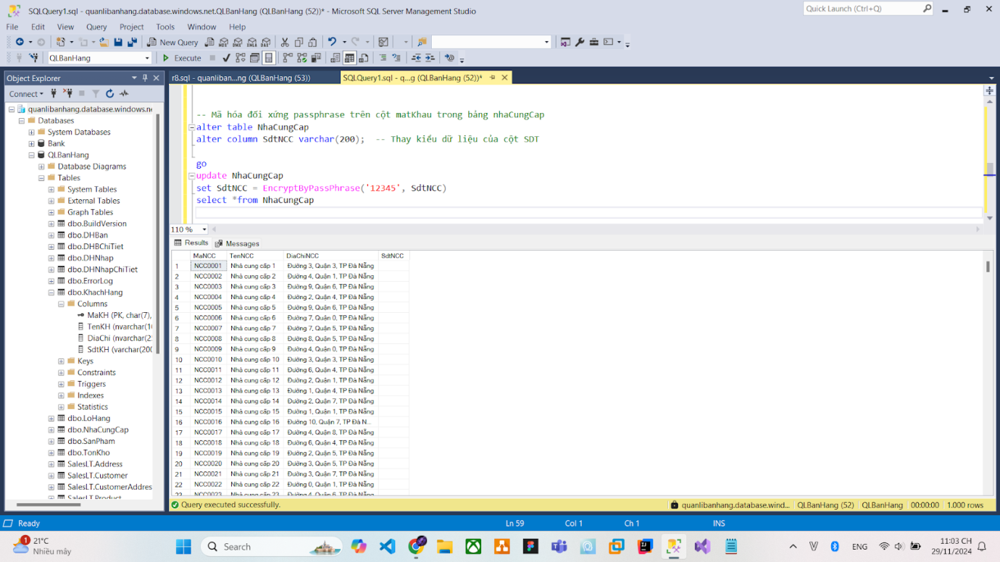 SQLQuery1.sql - quanlibanhang.database.windows.net.QLBanHang (QLBanHang (52))* - Microsoft SQL Server Management Studio
Quick Launch (Ctrl+Q)
File Edit View Query Project Tools Window Help
New Query
QLBanHang
Execute
Object Explorer
Connect
quanlibanhang.database.windows.ne
Databases
System Databases
Bank
QLBanHang
Database Diagrams
Tables
System Tables
External Tables
Graph Tables
dbo.BuildVersion
dbo.DHBan
dbo.DHBChiTiet
dbo.DHNhap
dbo.DHNhapChiTiet
dbo.ErrorLog
dbo.KhachHang
Columns
MaKH (PK, char(7),
TenKH (nvarchar(1
DiaChi (nvarchar(2
SdtKH (varchar(200
Keys
Constraints
Triggers
Indexes
Statistics
dbo.LoHang
dbo.NhaCungCap
dbo.SanPham
dbo.TonKho
SalesLT.Address
SalesLT.Customer
SalesLT.CustomerAddres
SalesLT.Product
r8.sql - quanliban...ng (QLBanHang (53))
SQLQuery1.sql - q...g (QLBanHang (52))*
-- Mã hóa đối xứng passphrase trên cột matKhau trong bảng nhaCungCap
alter table NhaCungCap
alter column SdtNCC varchar(200); -- Thay kiểu dữ liệu của cột SDT
go
update NhaCungCap
set SdtNCC = EncryptByPassPhrase('12345', SdtNCC)
select *from NhaCungCap
110 %
Results Messages
MaNCC TenNCC DiaChiNCC SdtNCC
1 NCC0001 Nhà cung cấp 1 Đường 3, Quận 3, TP Đà Nẵng
2 NCC0002 Nhà cung cấp 2 Đường 4, Quận 1, TP Đà Nẵng
3 NCC0003 Nhà cung cấp 3 Đường 9, Quận 6, TP Đà Nẵng
4 NCC0004 Nhà cung cấp 4 Đường 2, Quận 4, TP Đà Nẵng
5 NCC0005 Nhà cung cấp 5 Đường 9, Quận 6, TP Đà Nẵng
6 NCC0006 Nhà cung cấp 6 Đường 7, Quận 0, TP Đà Nẵng
7 NCC0007 Nhà cung cấp 7 Đường 7, Quận 5, TP Đà Nẵng
8 NCC0008 Nhà cung cấp 8 Đường 8, Quận 5, TP Đà Nẵng
9 NCC0009 Nhà cung cấp 9 Đường 4, Quận 0, TP Đà Nẵng
10 NCC0010 Nhà cung cấp 10 Đường 3, Quận 3, TP Đà Nẵng
11 NCC0011 Nhà cung cấp 11 Đường 6, Quận 4, TP Đà Nẵng
12 NCC0012 Nhà cung cấp 12 Đường 2, Quận 1, TP Đà Nẵng
13 NCC0013 Nhà cung cấp 13 Đường 1, Quận 4, TP Đà Nẵng
14 NCC0014 Nhà cung cấp 14 Đường 2, Quận 7, TP Đà Nẵng
15 NCC0015 Nhà cung cấp 15 Đường 1, Quận 1, TP Đà Nẵng
16 NCC0016 Nhà cung cấp 16 Đường 10, Quận 7, TP Đà N...
17 NCC0017 Nhà cung cấp 17 Đường 4, Quận 8, TP Đà Nẵng
18 NCC0018 Nhà cung cấp 18 Đường 6, Quận 4, TP Đà Nẵng
19 NCC0019 Nhà cung cấp 19 Đường 2, Quận 5, TP Đà Nẵng
20 NCC0020 Nhà cung cấp 20 Đường 3, Quận 5, TP Đà Nẵng
21 NCC0021 Nhà cung cấp 21 Đường 3, Quận 7, TP Đà Nẵng
22 NCC0022 Nhà cung cấp 22 Đường 0, Quận 1, TP Đà Nẵng
23 NCC0023 Nhà cung cấp 23 Đường 4, Quận 6, TP Đà Nẵng
Query executed successfully.
quanlibanhang.database.wind... QLBanHang (52) QLBanHang 00:00:00 1.000 rows
Ready Ln 59 Col 1 Ch 1 INS
1
21°C
Nhiều mây
Search
ENG
11:03 CH
29/11/2024